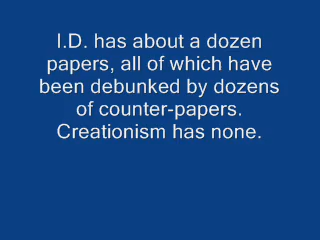 I.D. has about a dozen
papers, all of which have
been debunked by dozens
of counter-papers.
Creationism has none.